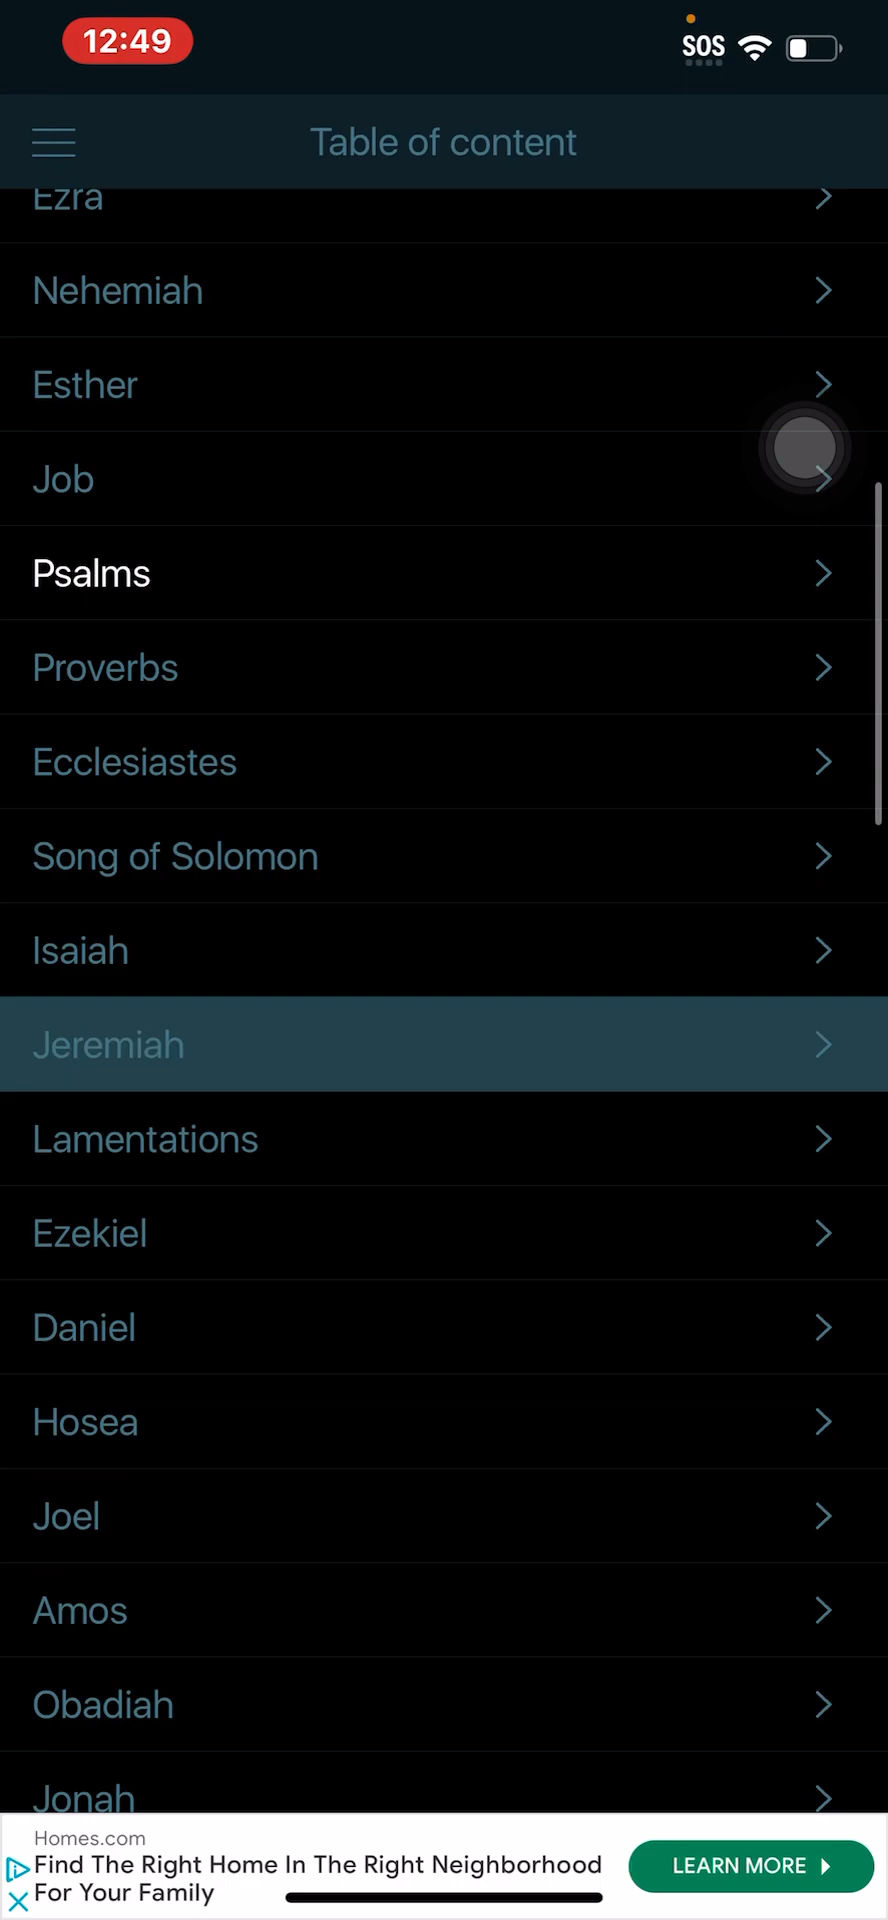 12:49
SOS
Table of content
Ezra
Nehemiah
Esther
Job
Psalms
Proverbs
Ecclesiastes
Song of Solomon
Isaiah
Jeremiah
Lamentations
Ezekiel
Daniel
Hosea
Joel
Amos
Obadiah
Jonah
Homes.com
Find The Right Home In The Right Neighborhood
For Your Family
LEARN MORE